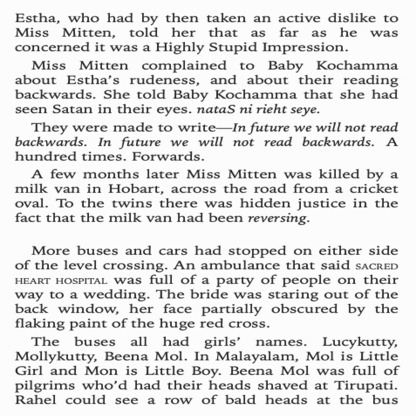 Estha, who had by then taken an active dislike to
Miss Mitten, told her that as far as he was
concerned it was a Highly Stupid Impression.
Miss Mitten complained to Baby Kochamma
about Estha's rudeness, and about their reading
backwards. She told Baby Kochamma that she had
seen Satan in their eyes. nataS ni rieht seye.
They were made to write—In future we will not read
backwards. In future we will not read backwards. A
hundred times. Forwards.
A few months later Miss Mitten was killed by a
milk van in Hobart, across the road from a cricket
oval. To the twins there was hidden justice in the
fact that the milk van had been reversing.
More buses and cars had stopped on either side
of the level crossing. An ambulance that said SACRED
HEART HOSPITAL was full of a party of people on their
way to a wedding. The bride was staring out of the
back window, her face partially obscured by the
flaking paint of the huge red cross.
The buses all had girls' names. Lucykutty,
Mollykutty, Beena Mol. In Malayalam, Mol is Little
Girl and Mon is Little Boy. Beena Mol was full of
pilgrims who'd had their heads shaved at Tirupati.
Rahel could see a row of bald heads at the bus